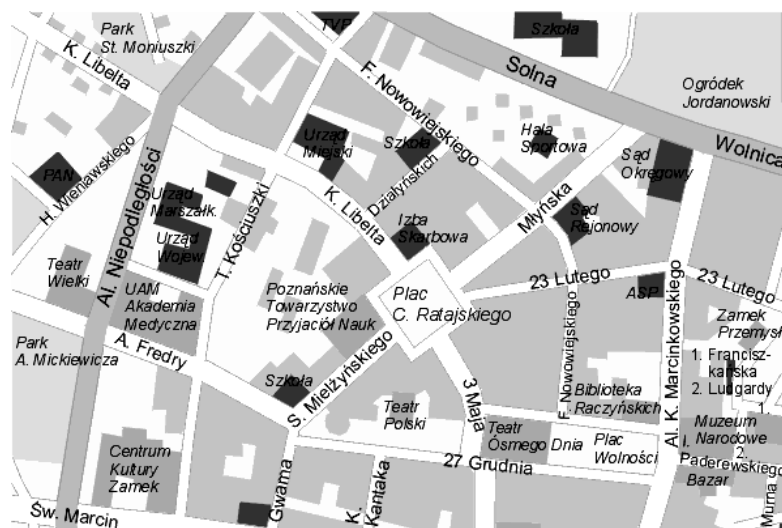 Park
St. Moniuszki
TVP
Szkoła
K. Libelta
Solna
F. Nowowiejskiego
Ogródek
Jordanowski
Urząd
Miejski
Szkoła
Hala
Sportowa
Wolnica
PAN
H. Wieniawskiego
Al. Niepodległości
Urząd
Marszałk.
Urząd
Wojew.
T. Kościuszki
K. Libelta
Działyńskich
Izba
Skarbowa
Młyńska
Sąd
Rejonowy
Sąd
Okręgowy
Teatr
Wielki
UAM
Akademia
Medyczna
Poznańskie
Towarzystwo
Przyjaciół Nauk
Plac
C. Ratajskiego
23 Lutego
ASP
23 Lutego
Zamek
Przemysł
Park
A. Mickiewicza
A. Fredry
Szkoła
S. Mielżyńskiego
3 Maja
F. Nowowiejskiego
Al. K. Marcinkowskiego
1. Francisz-
kańska
2. Ludgardy
1.
Teatr
Polski
Biblioteka
Raczyńskich
Teatr
Ósmego Dnia
Plac
Wolności
I.
Paderewskiego
Muzeum
Narodowe
2.
Bazar
Murna
Centrum
Kultury
Zamek
27 Grudnia
Gwarna
K.
Kantaka
Św. Marcin